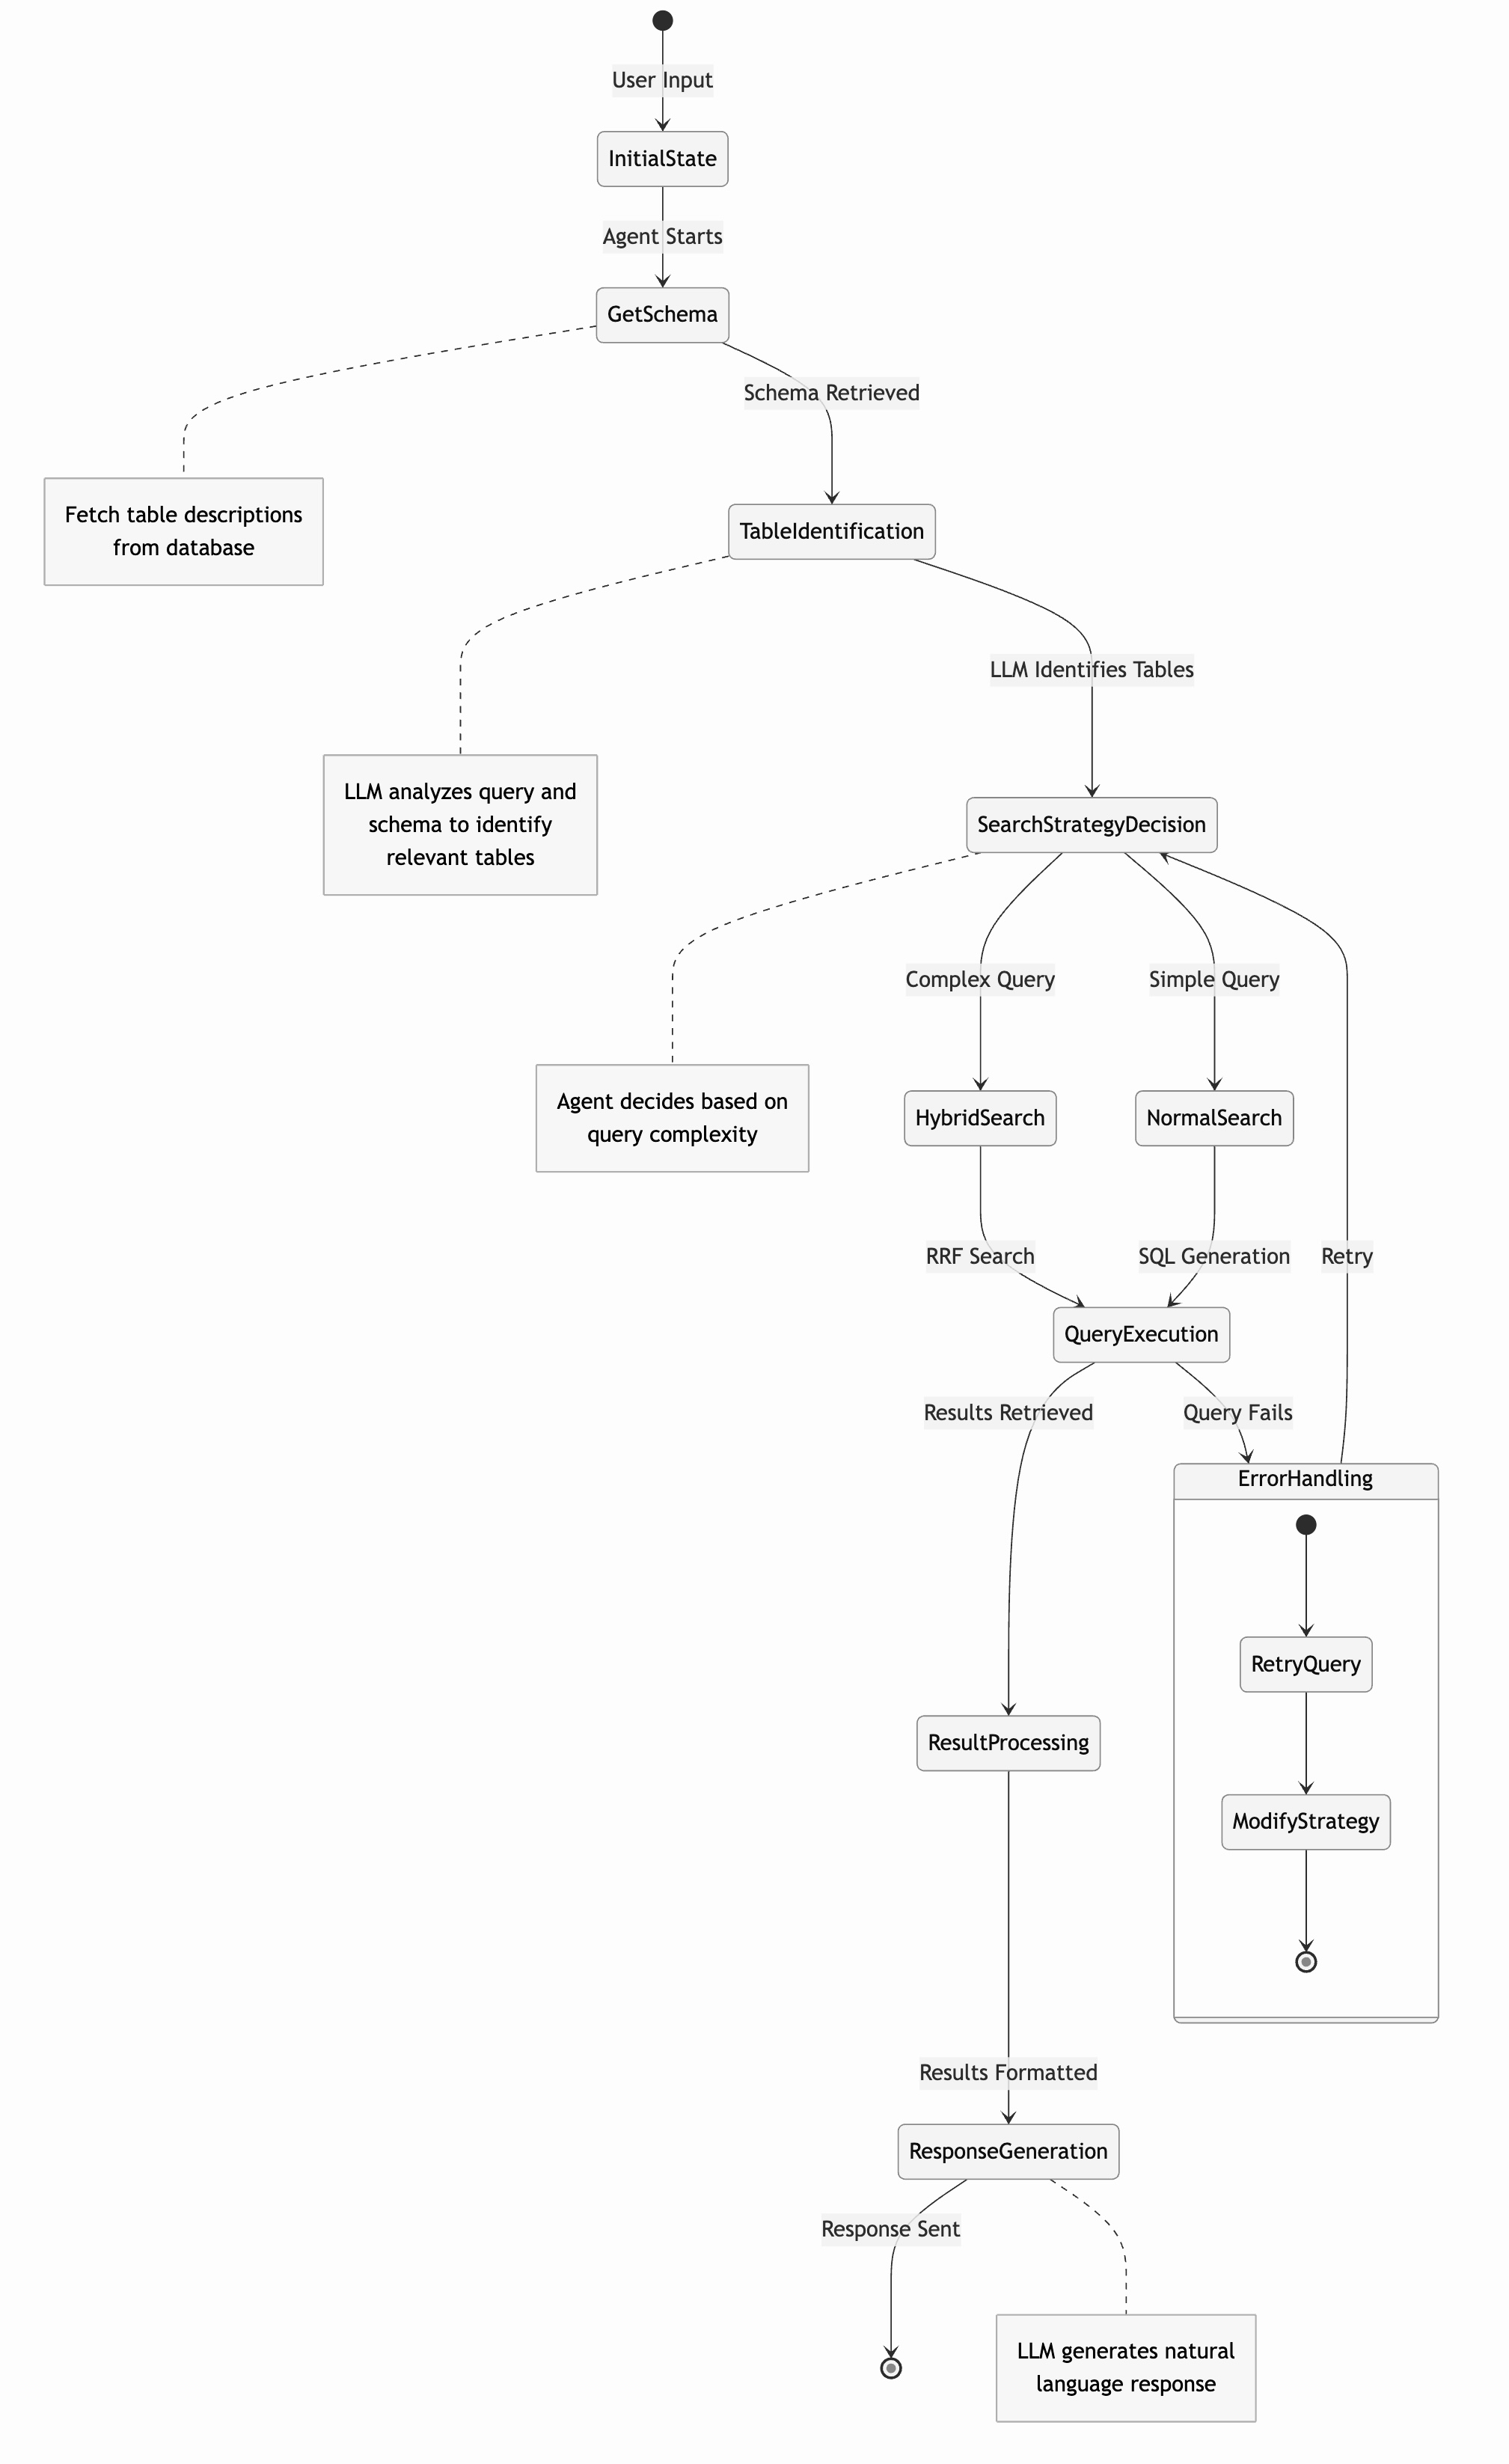 User Input
InitialState
Agent Starts
GetSchema
Schema Retrieved
Fetch table descriptions
from database
TableIdentification
LLM Identifies Tables
LLM analyzes query and
schema to identify
relevant tables
SearchStrategyDecision
Complex Query
Simple Query
Agent decides based on
query complexity
HybridSearch
NormalSearch
RRF Search
SQL Generation
Retry
QueryExecution
Results Retrieved
Query Fails
ErrorHandling
RetryQuery
ResultProcessing
ModifyStrategy
Results Formatted
ResponseGeneration
Response Sent
LLM generates natural
language response